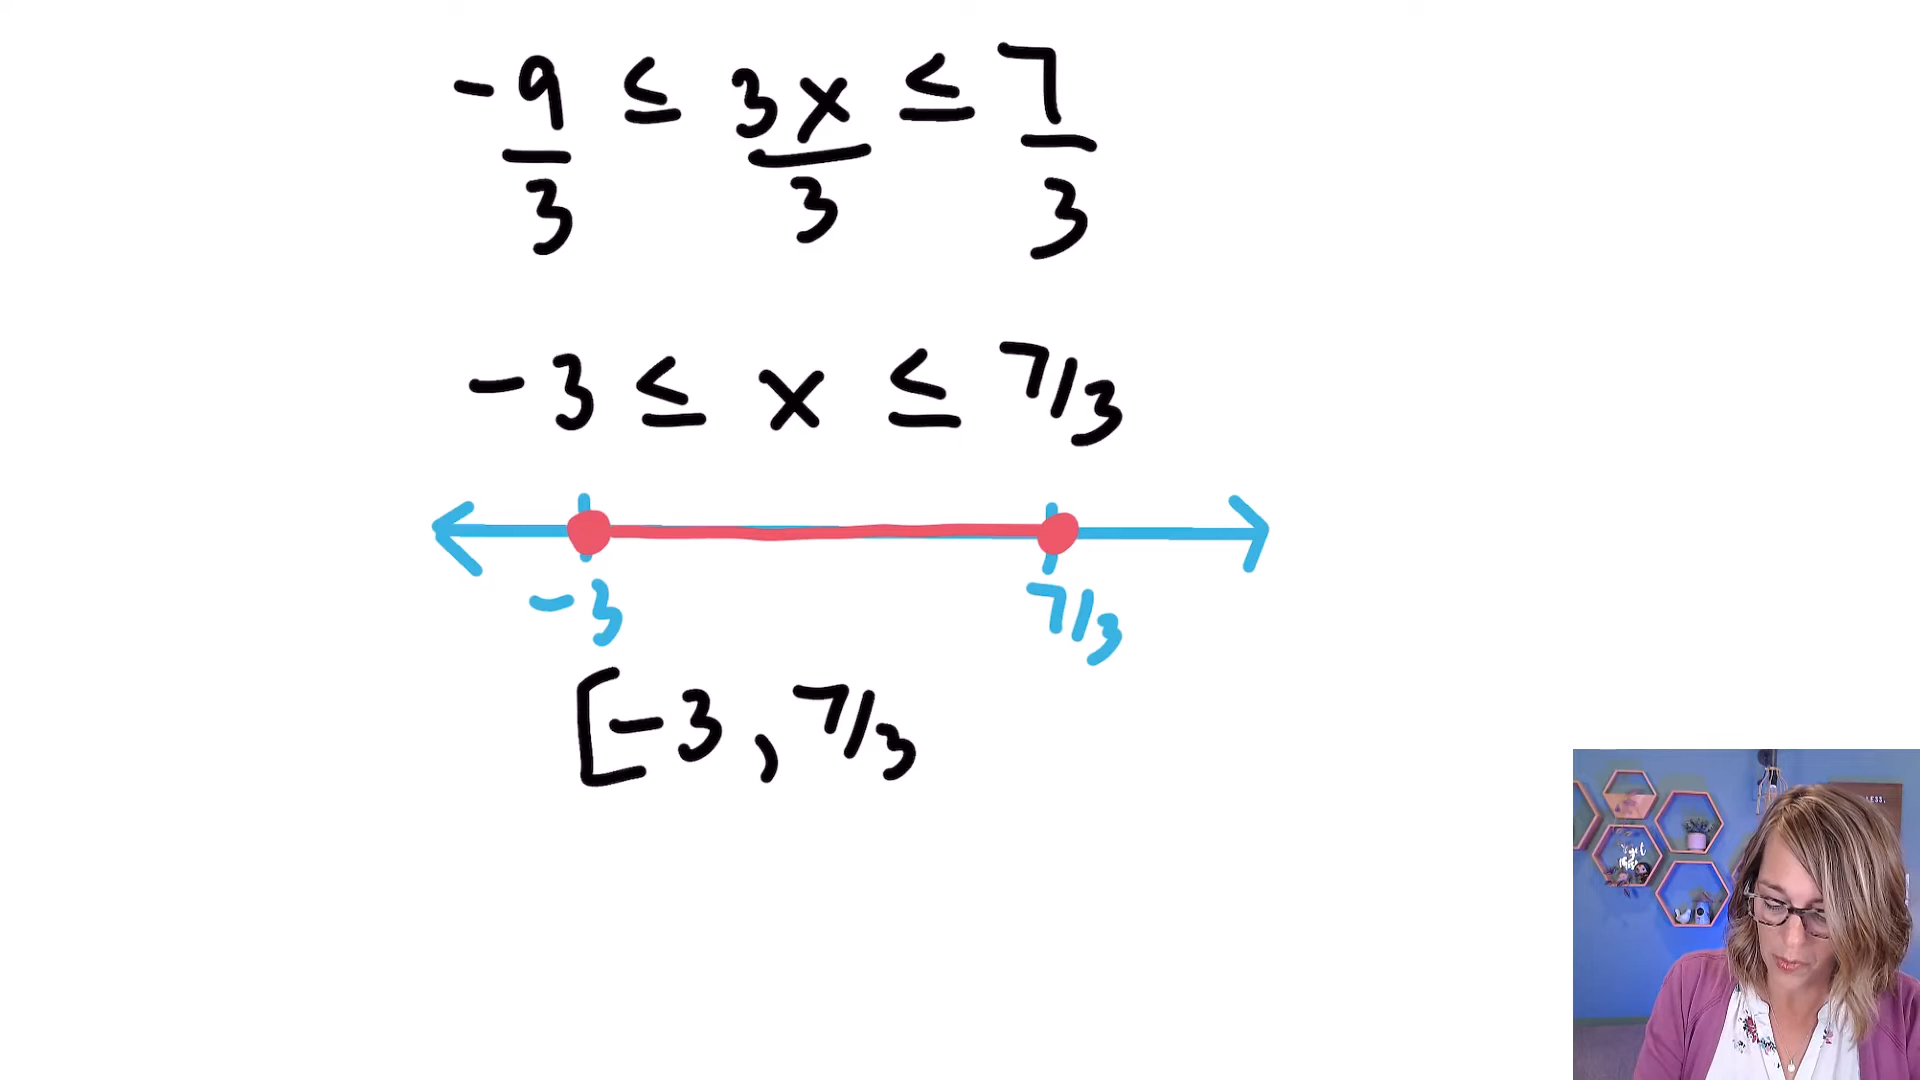 -9 ≤ 3x ≤ 7
3 3 3
-3 ≤ x ≤ 7/3
-3 7/3
[-3, 7/3